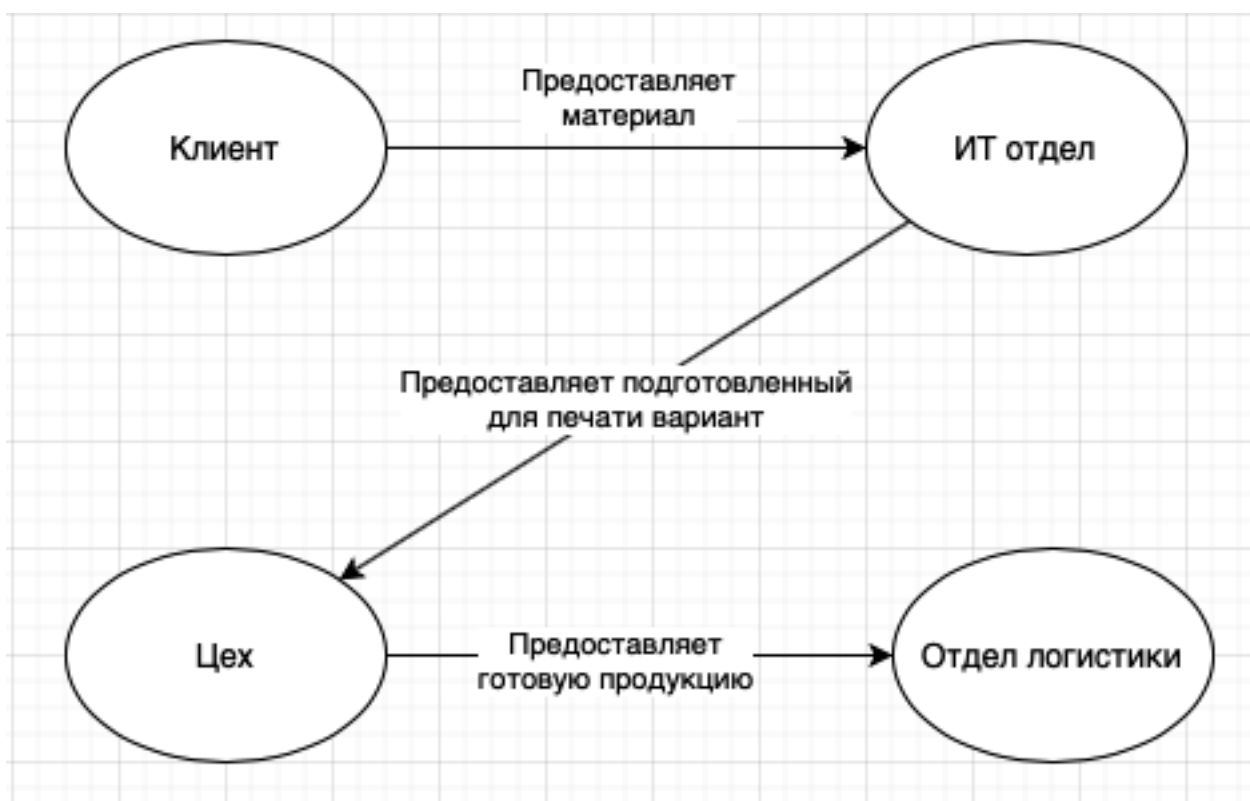 Клиент
Предоставляет
материал
ИТ отдел
Предоставляет подготовленный
для печати вариант
Цех
Предоставляет
готовую продукцию
Отдел логистики